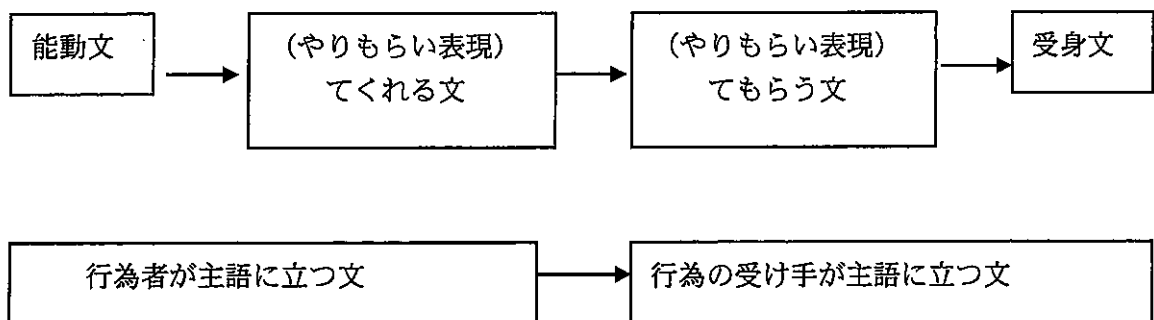 能動文
(やりもらい表現)
てくれる文
(やりもらい表現)
てもらう文
受身文
行為者が主語に立つ文
行為の受け手が主語に立つ文